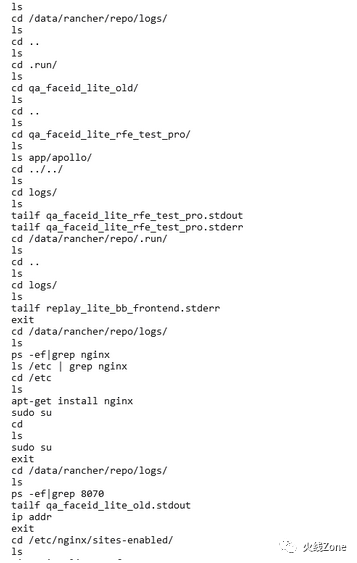 ls
cd /data/rancher/repo/logs/
ls
cd ..
ls
cd .run/
ls
cd qa_faceid_lite_old/
ls
cd ..
ls
cd qa_faceid_lite_rfe_test_pro/
ls
ls app/apollo/
cd ../../
ls
cd logs/
ls
tailf qa_faceid_lite_rfe_test_pro.stdout
tailf qa_faceid_lite_rfe_test_pro.stderr
cd /data/rancher/repo/.run/
ls
cd ..
ls
cd logs/
ls
tailf replay_lite_bb_frontend.stderr
exit
cd /data/rancher/repo/logs/
ls
ps -ef|grep nginx
ls /etc | grep nginx
cd /etc
ls
apt-get install nginx
sudo su
cd
ls
sudo su
exit
cd /data/rancher/repo/logs/
ls
ps -ef|grep 8070
tailf qa_faceid_lite_old.stdout
ip addr
exit
cd /etc/nginx/sites-enabled/
ls
火线Zone